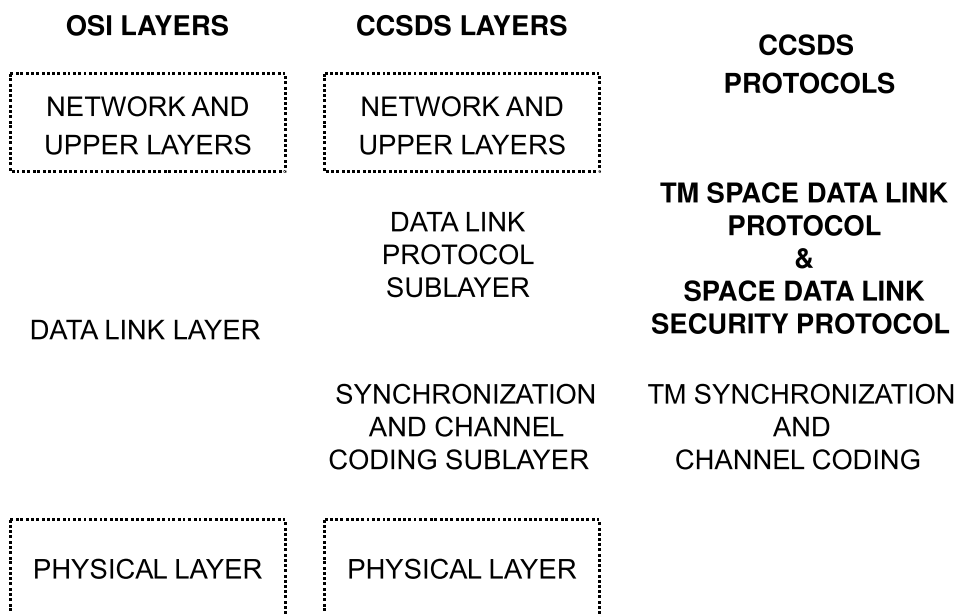 OSI LAYERS
CCSDS LAYERS
CCSDS
PROTOCOLS
NETWORK AND
UPPER LAYERS
NETWORK AND
UPPER LAYERS
DATA LINK LAYER
DATA LINK
PROTOCOL
SUBLAYER
TM SPACE DATA LINK
PROTOCOL
&
SPACE DATA LINK
SECURITY PROTOCOL
SYNCHRONIZATION
AND CHANNEL
CODING SUBLAYER
TM SYNCHRONIZATION
AND
CHANNEL CODING
PHYSICAL LAYER
PHYSICAL LAYER